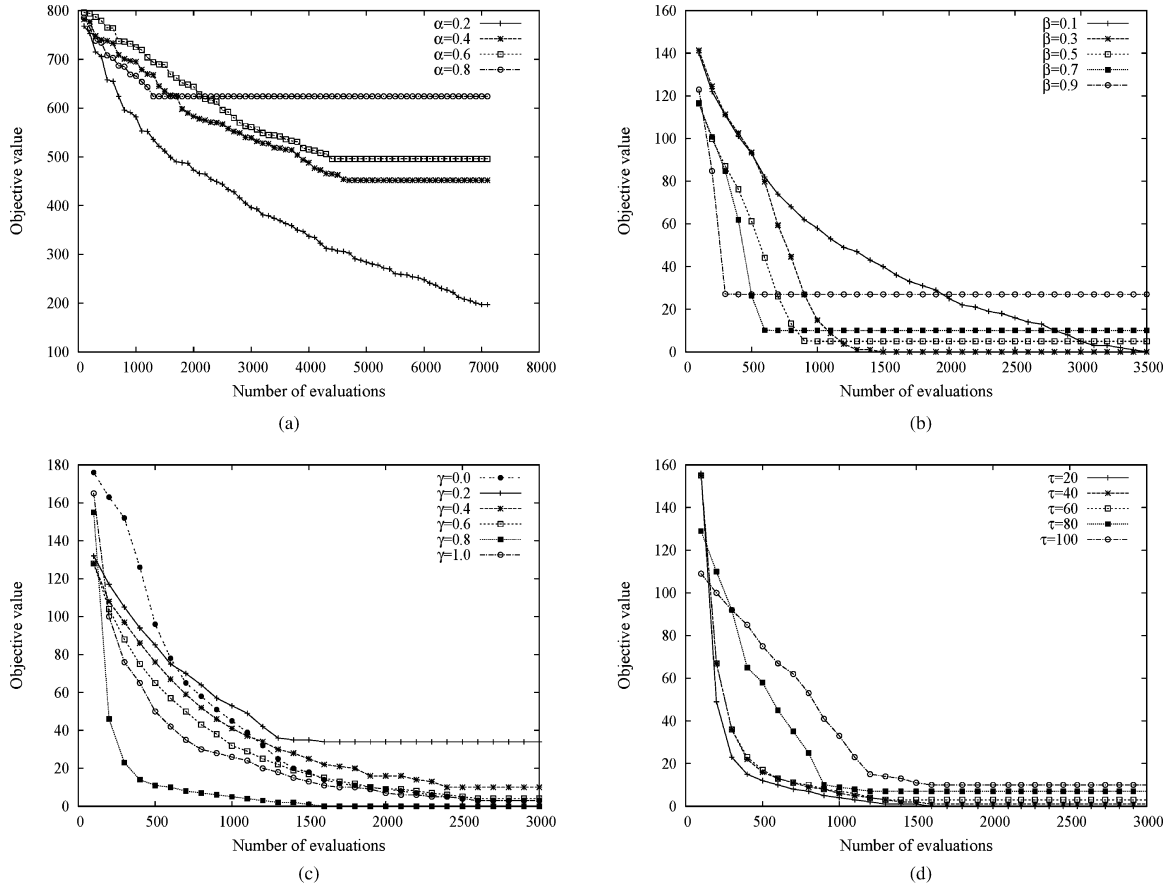 800
700
600
500
400
300
200
100
Objective value
α=0.2
α=0.4
α=0.6
α=0.8
0 1000 2000 3000 4000 5000 6000 7000 8000
Number of evaluations
(a)
160
140
120
100
80
60
40
20
0
Objective value
β=0.1
β=0.3
β=0.5
β=0.7
β=0.9
0 500 1000 1500 2000 2500 3000 3500
Number of evaluations
(b)
180
160
140
120
100
80
60
40
20
0
Objective value
γ=0.0
γ=0.2
γ=0.4
γ=0.6
γ=0.8
γ=1.0
0 500 1000 1500 2000 2500 3000
Number of evaluations
(c)
160
140
120
100
80
60
40
20
0
Objective value
τ=20
τ=40
τ=60
τ=80
τ=100
0 500 1000 1500 2000 2500 3000
Number of evaluations
(d)